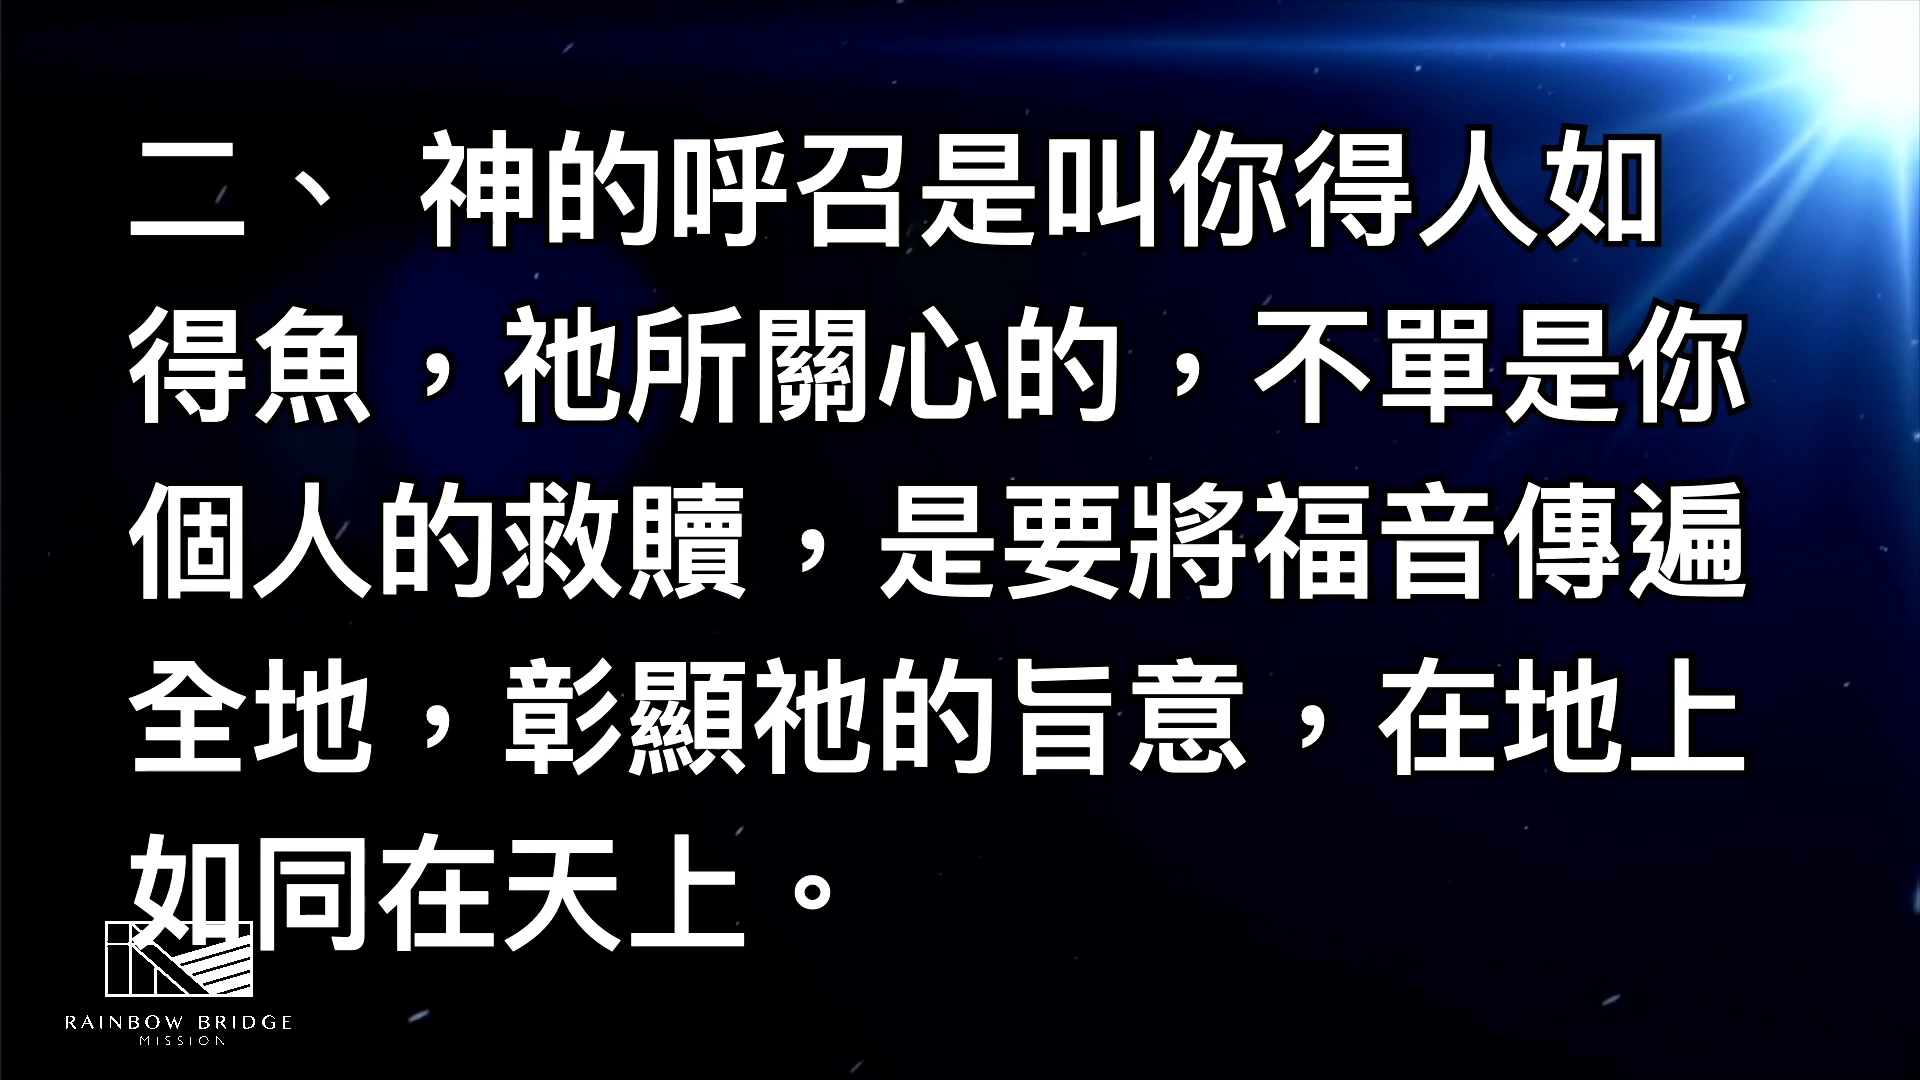 二、 神的呼召是叫你得人如
得魚，祂所關心的，不單是你
個人的救贖，是要將福音傳遍
全地，彰顯祂的旨意，在地上
如同在天上。
RAINBOW BRIDGE
MISSION